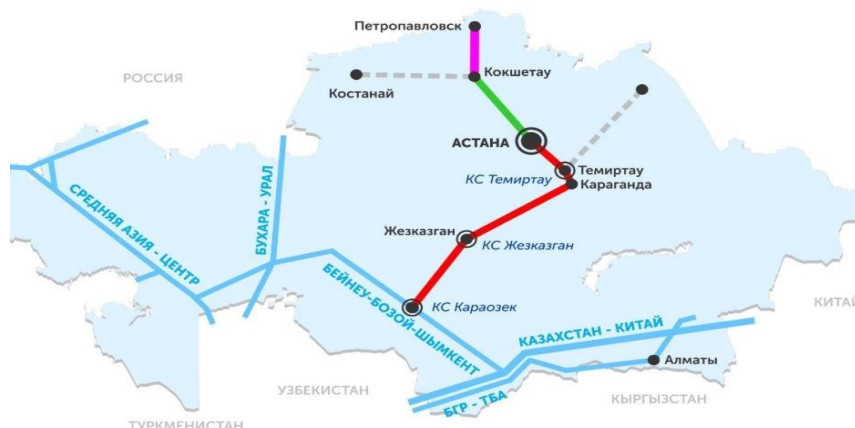 Петропавловск
РОССИЯ
Кокшетау
Костанай
АСТАНА
КС Темиртау
Темиртау
Караганда
СРЕДНЯЯ АЗИЯ - ЦЕНТР
БУХАРА - УРАЛ
Жезказган
КС Жезказган
БЕЙНЕУ-БОЗОЙ-ШЫМКЕНТ
КС Караозек
КИТАЙ
КАЗАХСТАН - КИТАЙ
Алматы
УЗБЕКИСТАН
БГР - ТБА
КЫРГЫЗСТАН
ТУРКМЕНИСТАН